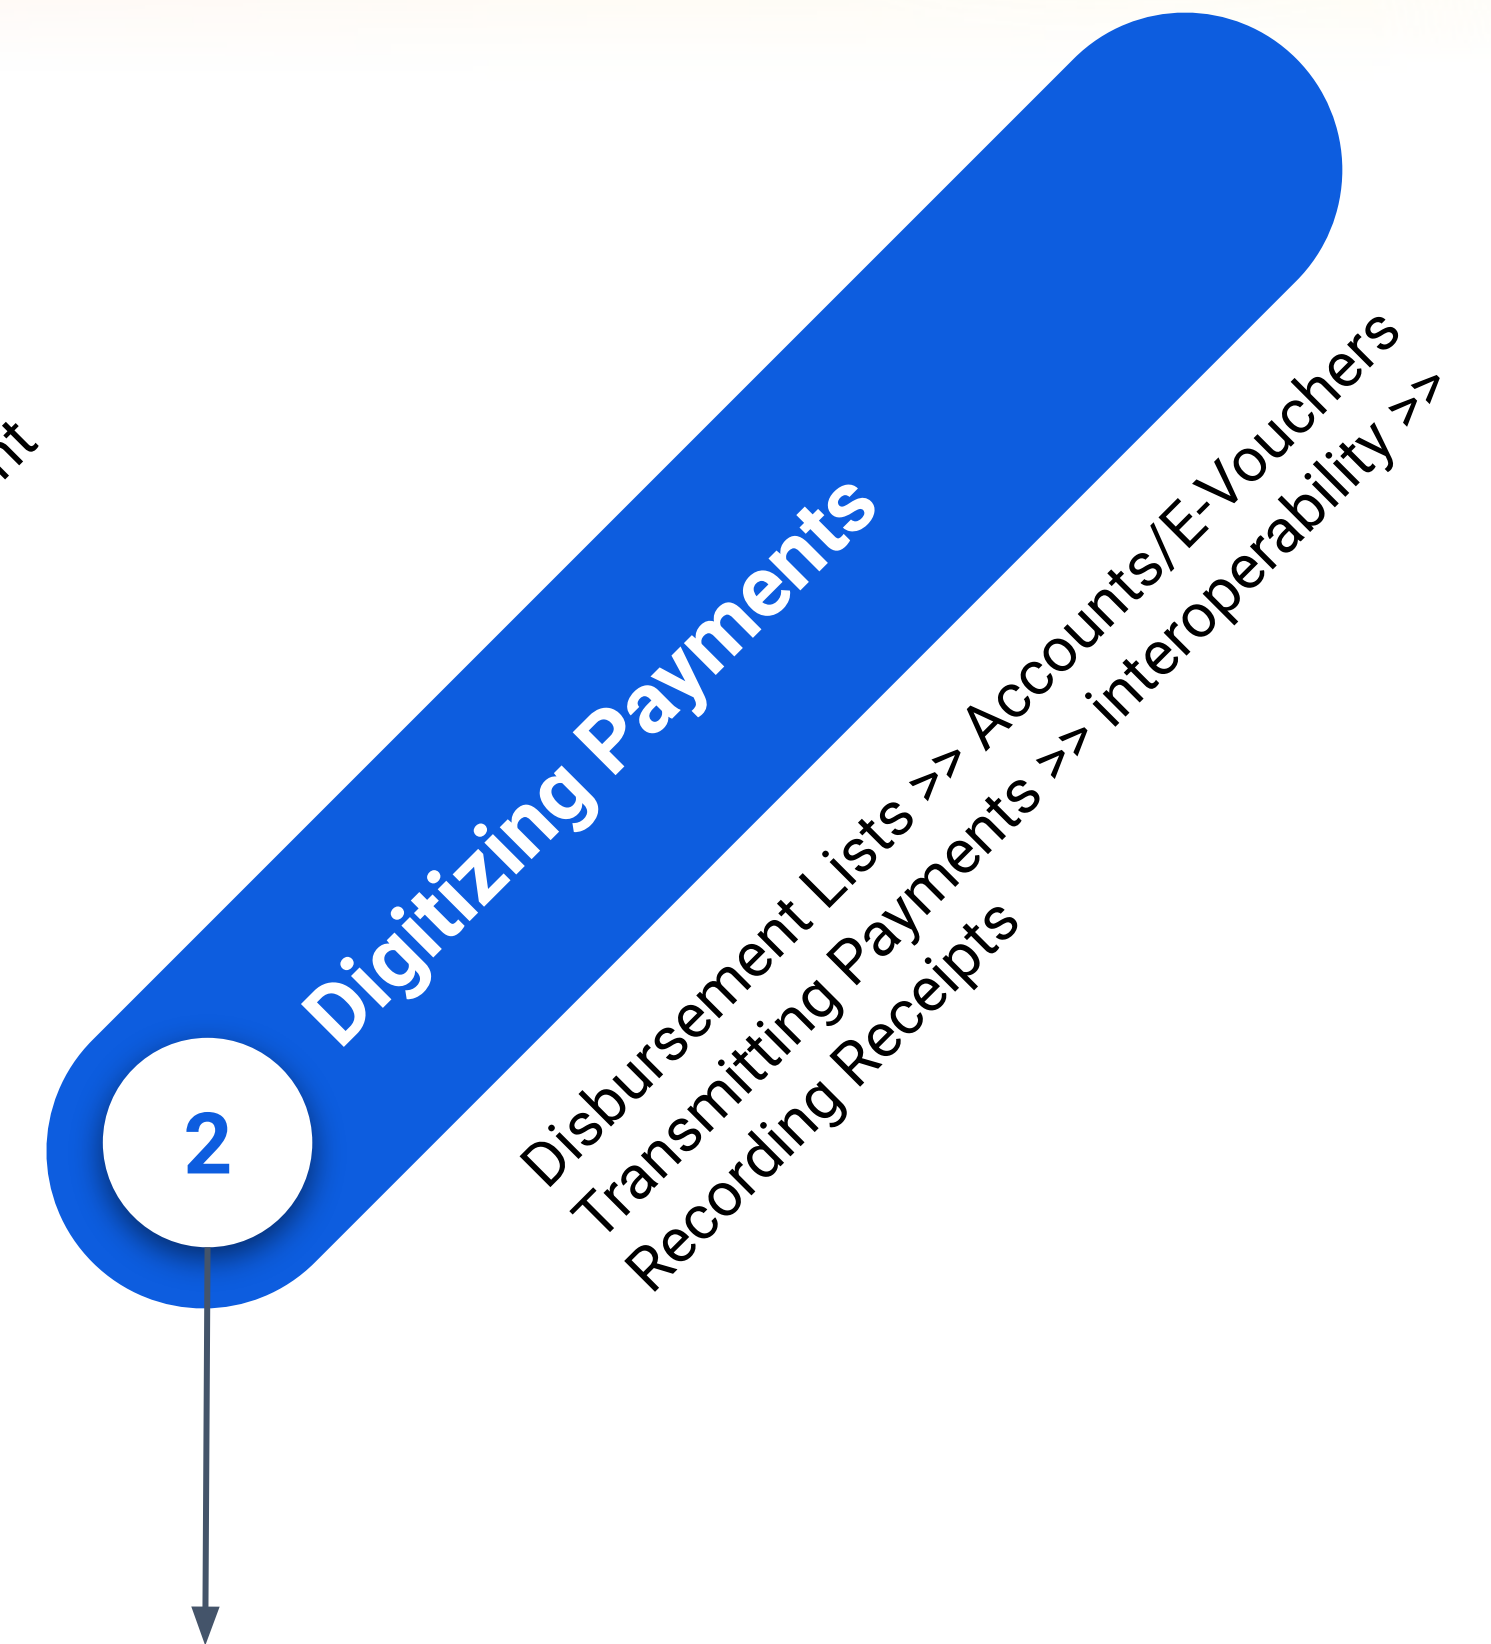 Digitizing Payments
2
Disbursement Lists >> Accounts/E-Vouchers
Transmitting Payments >> interoperability >>
Recording Receipts